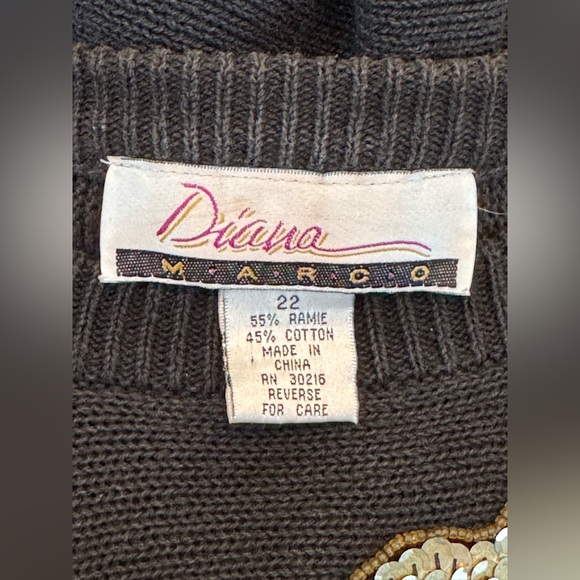 Diana
M·A·R·C·O
22
55% RAMIE
45% COTTON
MADE IN
CHINA
RN 30216
REVERSE
FOR CARE